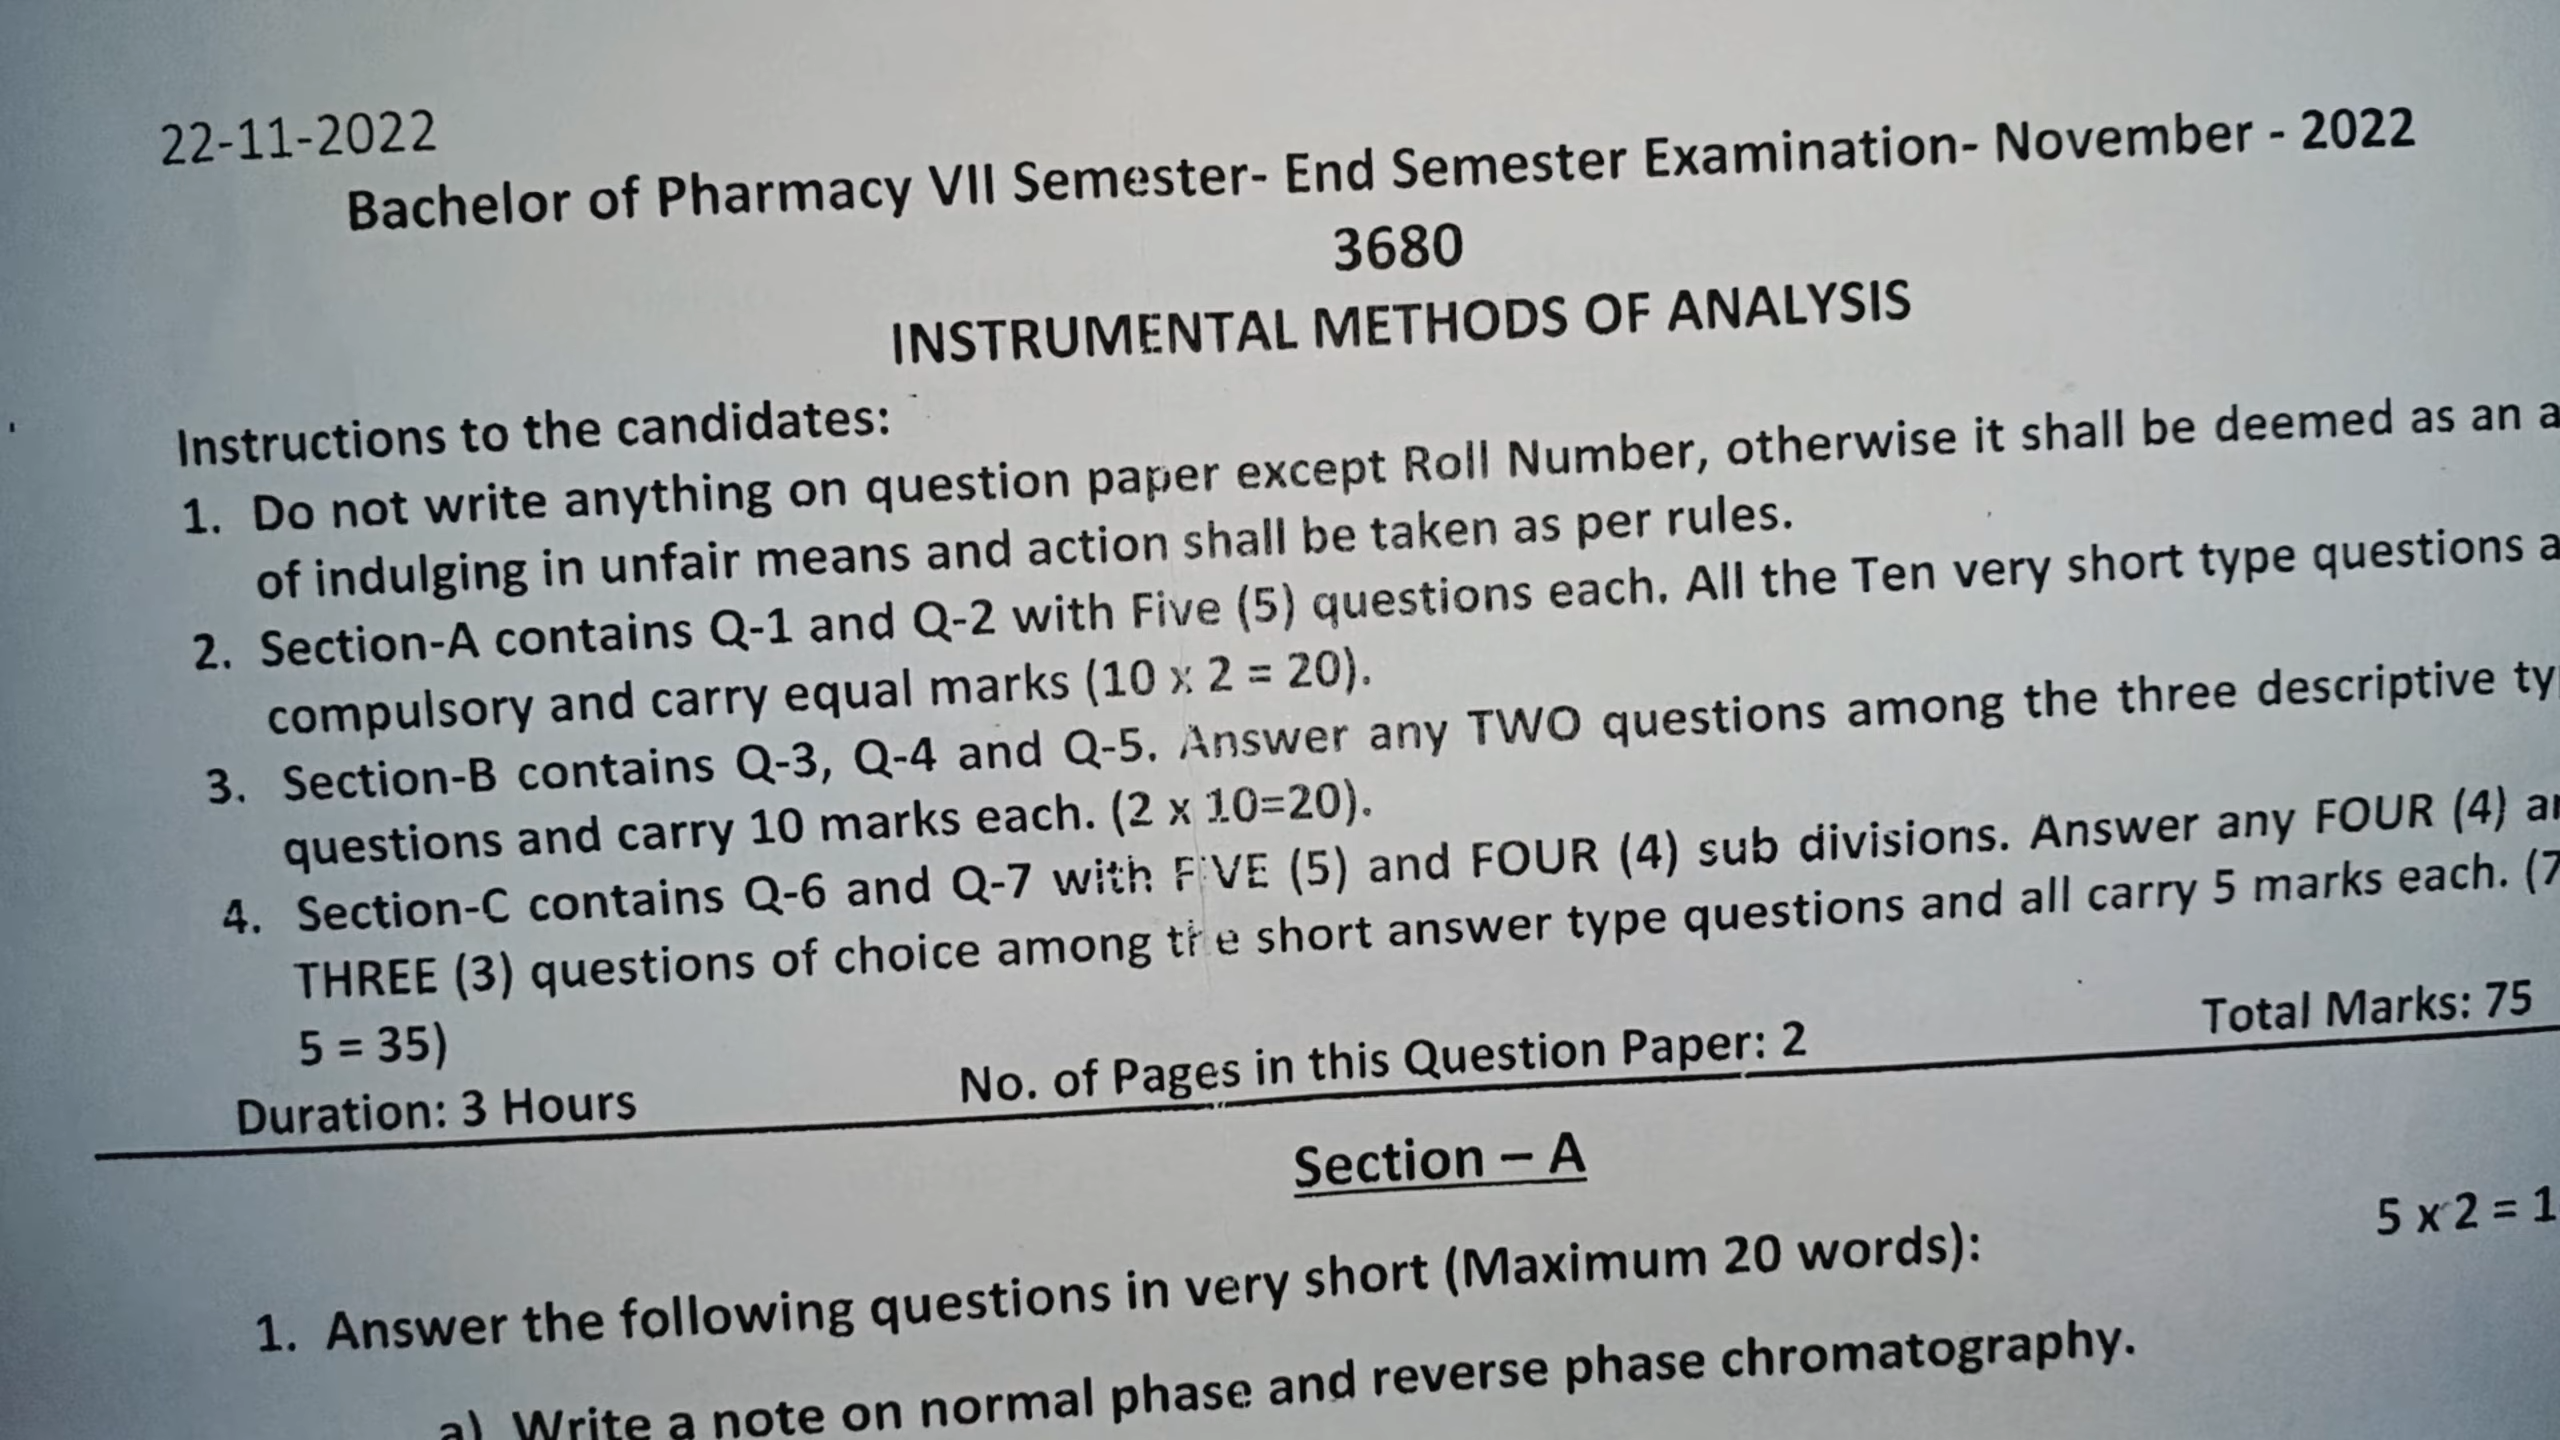 22-11-2022
Bachelor of Pharmacy VII Semester- End Semester Examination- November - 2022
3680
INSTRUMENTAL METHODS OF ANALYSIS
Instructions to the candidates:
1. Do not write anything on question paper except Roll Number, otherwise it shall be deemed as an
of indulging in unfair means and action shall be taken as per rules.
2. Section-A contains Q-1 and Q-2 with Five (5) questions each. All the Ten very short type questions
compulsory and carry equal marks (10 x 2 = 20).
3. Section-B contains Q-3, Q-4 and Q-5. Answer any TWO questions among the three descriptive
questions and carry 10 marks each. (2 x 10=20).
4. Section-C contains Q-6 and Q-7 with FIVE (5) and FOUR (4) sub divisions. Answer any FOUR (4)
THREE (3) questions of choice among the short answer type questions and all carry 5 marks each. (7
5 = 35)
Duration: 3 Hours No. of Pages in this Question Paper: 2 Total Marks: 75
Section – A
1. Answer the following questions in very short (Maximum 20 words): 5 x 2 = 1
a) Write a note on normal phase and reverse phase chromatography.